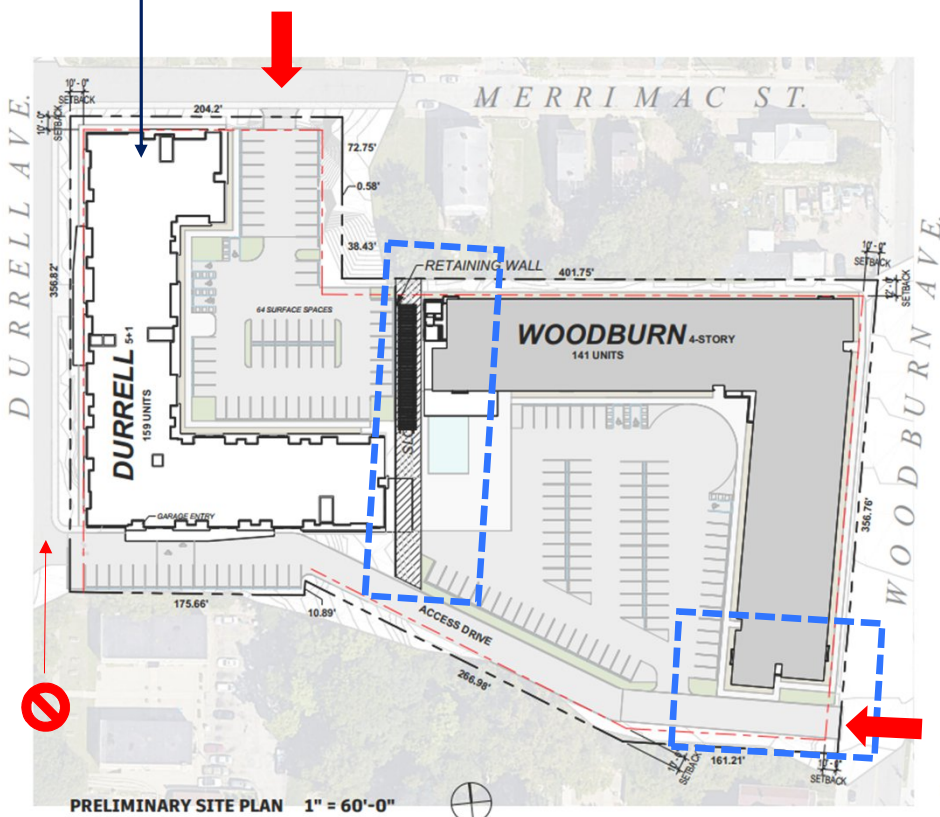 MERRIMAC ST.
DURRELL AVE.
WOODBURN AVE.
10'-0"
SETBACK
10'-0"
SETBACK
204.2'
72.75'
0.58'
38.43'
RETAINING WALL
401.75'
10'-0"
SETBACK
12'-0"
SETBACK
356.82'
64 SURFACE SPACES
DURRELL 5+1
159 UNITS
WOODBURN 4-STORY
141 UNITS
356.76'
GARAGE ENTRY
175.66'
10.89'
ACCESS DRIVE
266.98'
SETBACK
161.21'
SETBACK
PRELIMINARY SITE PLAN 1" = 60'-0"